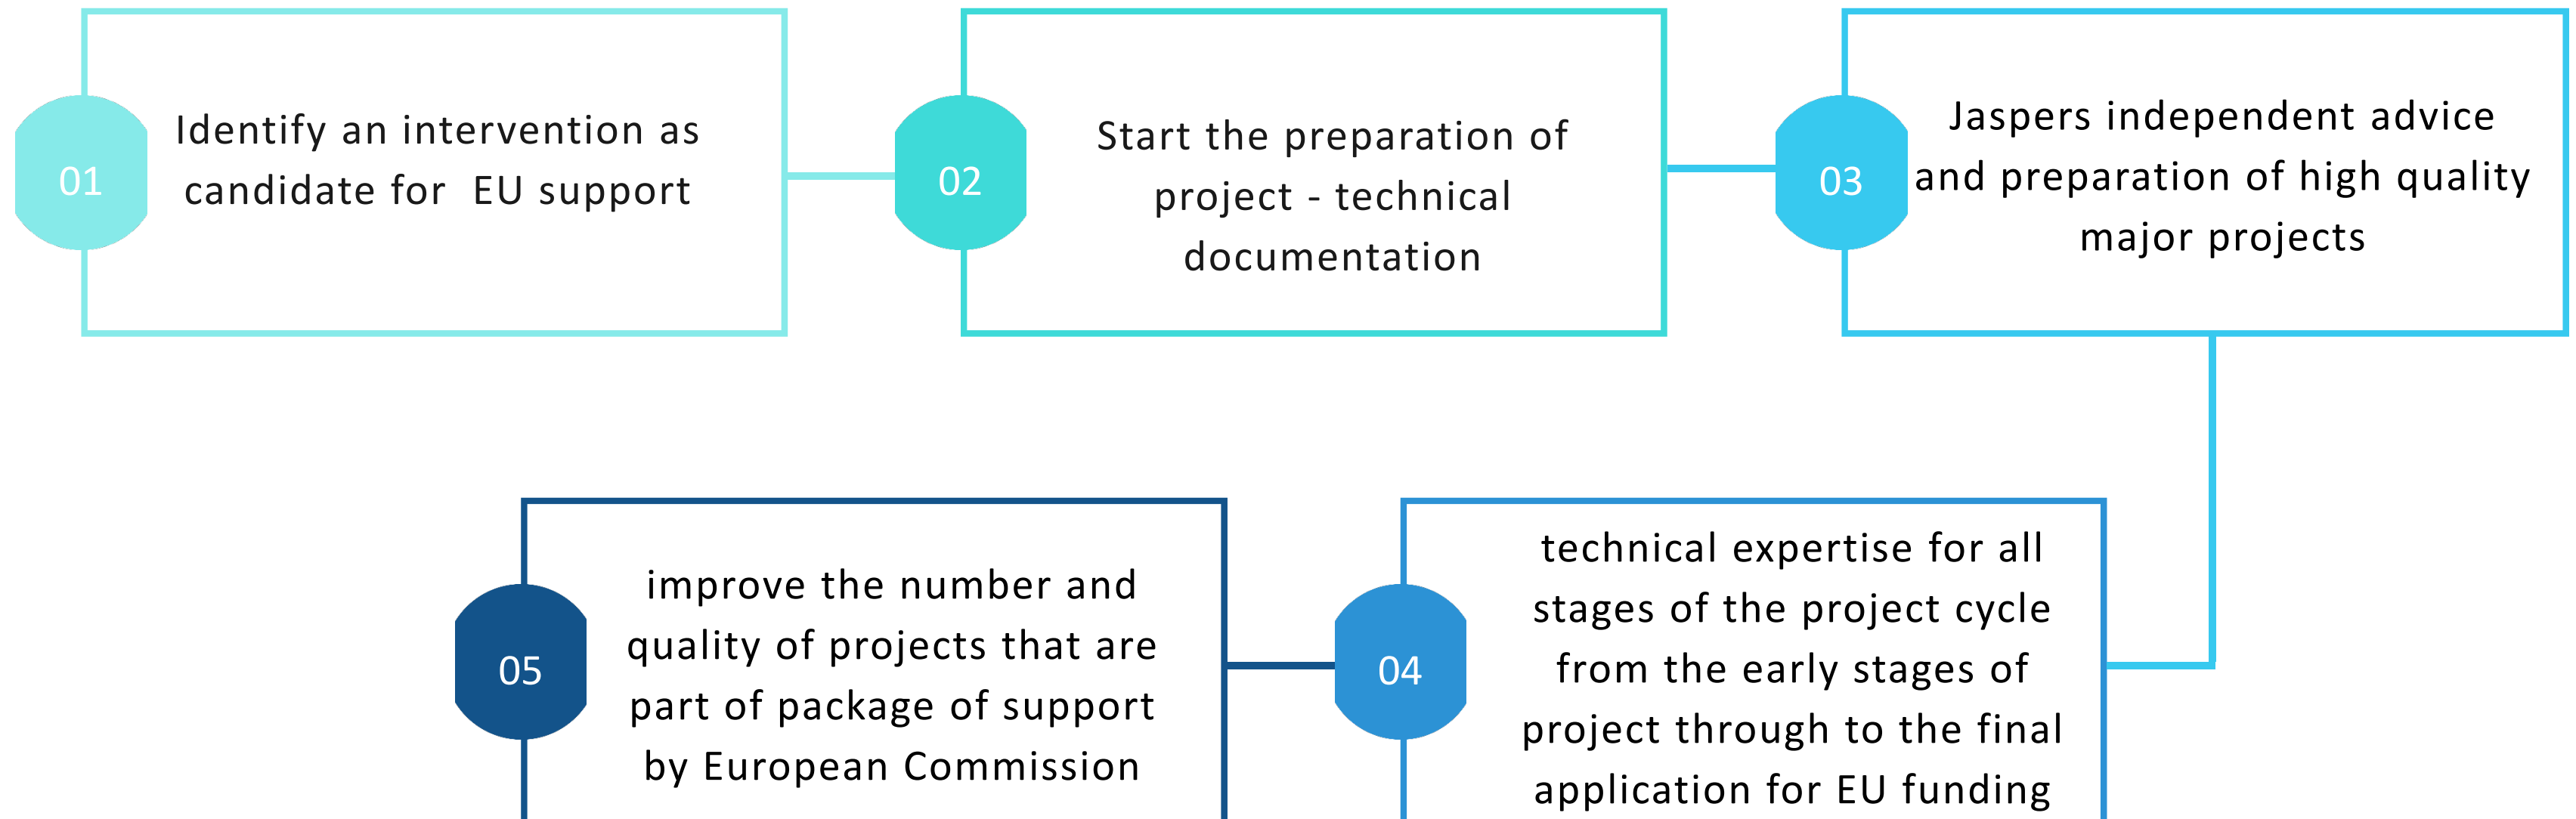 01
Identify an intervention as
candidate for  EU support
02
Start the preparation of
project - technical
documentation
03
Jaspers independent advice
and preparation of high quality
major projects
04
technical expertise for all
stages of the project cycle
from the early stages of
project through to the final
application for EU funding
05
improve the number and
quality of projects that are
part of package of support
by European Commission